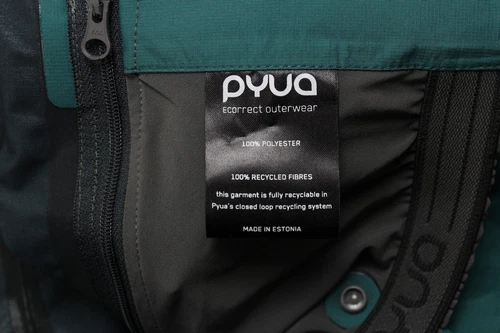 PYUA
ECorrect outerwear
100% POLYESTER
100% RECYCLED FIBRES
this garment is fully recyclable in
Pyua's closed loop recycling system
MADE IN ESTONIA
PYUA